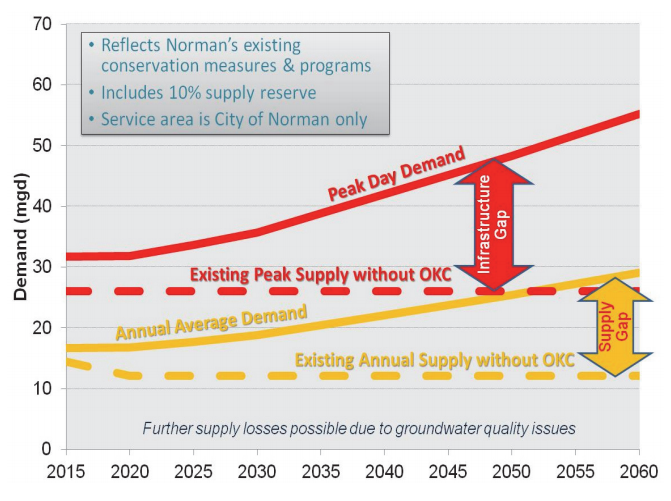 70
60
50
40
30
20
10
0
Demand (mgd)
• Reflects Norman's existing
conservation measures & programs
• Includes 10% supply reserve
• Service area is City of Norman only
Peak Day Demand
Infrastructure
Gap
Existing Peak Supply without OKC
Annual Average Demand
Supply
Gap
Existing Annual Supply without OKC
Further supply losses possible due to groundwater quality issues
2015 2020 2025 2030 2035 2040 2045 2050 2055 2060